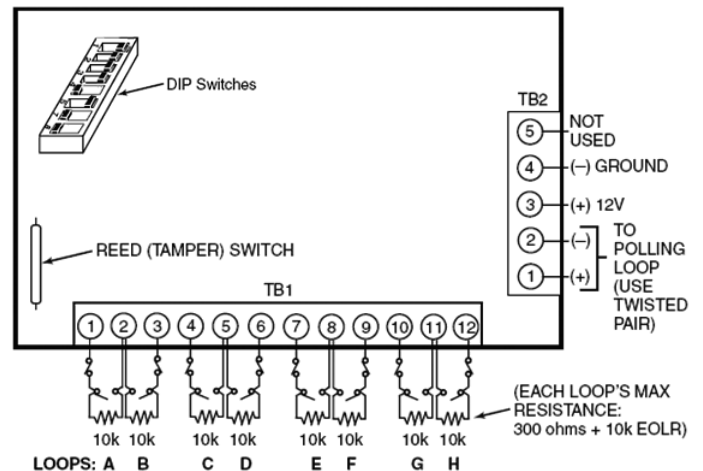 DIP Switches
TB2
5
NOT
USED
4
(–) GROUND
3
(+) 12V
2
(–)
1
(+)
TO
POLLING
LOOP
(USE
TWISTED
PAIR)
REED (TAMPER) SWITCH
TB1
1 2 3 4 5 6 7 8 9 10 11 12
(EACH LOOP'S MAX
RESISTANCE:
300 ohms + 10k EOLR)
10k 10k 10k 10k 10k 10k 10k 10k
LOOPS: A B C D E F G H